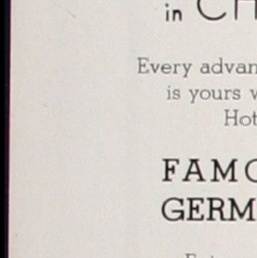 in CH
Every advan
is yours w
Hot
FAMO
GERM